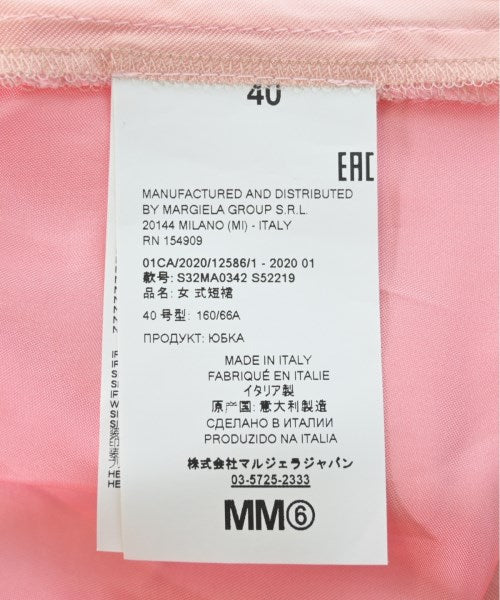 40
EAC
MANUFACTURED AND DISTRIBUTED
BY MARGIELA GROUP S.R.L.
20144 MILANO (MI) - ITALY
RN 154909
01CA/2020/12586/1 - 2020 01
款号: S32MA0342 S52219
品名: 女 式短裙
40 号型: 160/66A
ПРОДУКТ: ЮБКА
MADE IN ITALY
FABRIQUÉ EN ITALIE
イタリア製
原产国: 意大利製造
СДЕЛАНО В ИТАЛИИ
PRODUZIDO NA ITALIA
株式会社マルジェラジャパン
03-5725-2333
MM⑥